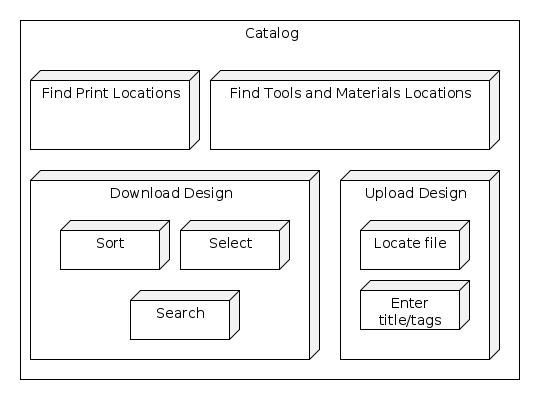 Catalog
Find Print Locations
Find Tools and Materials Locations
Download Design
Sort
Select
Search
Upload Design
Locate file
Enter
title/tags